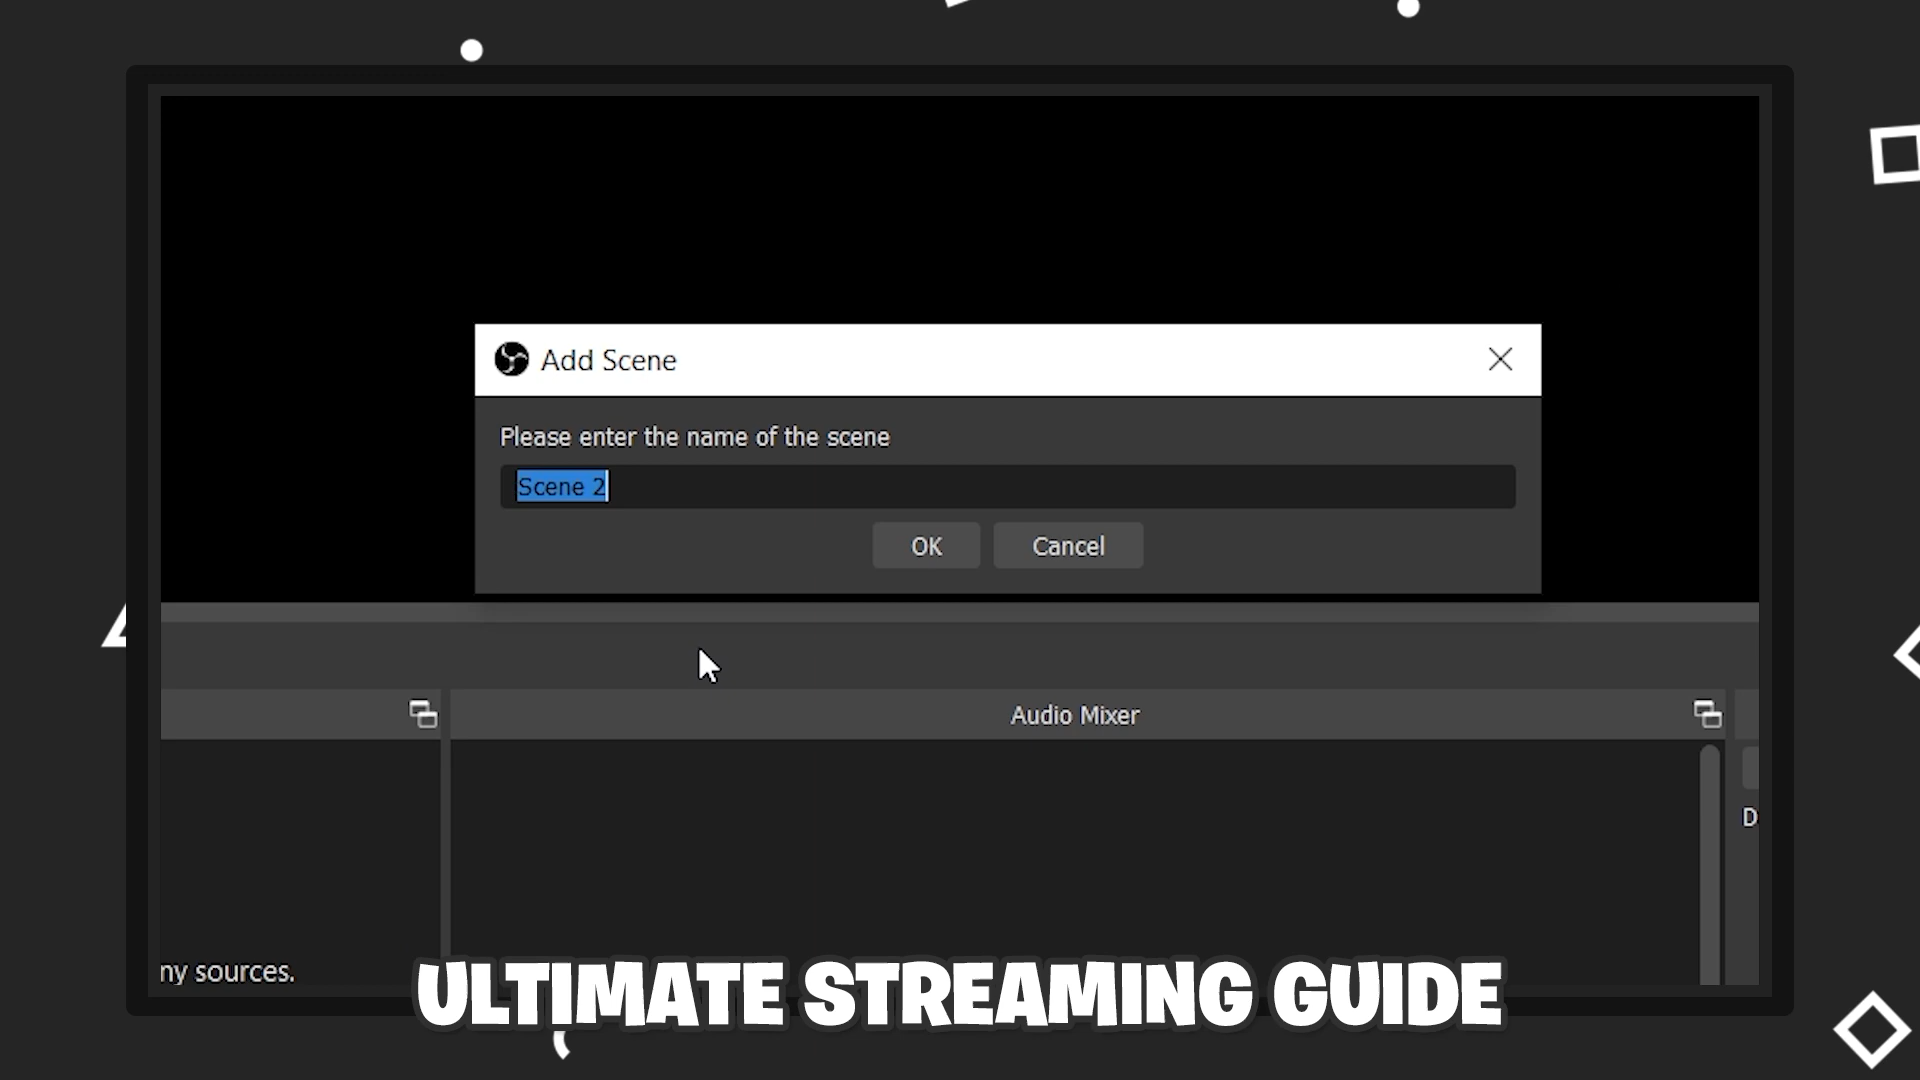 Add Scene
Please enter the name of the scene
Scene 2
OK Cancel
Audio Mixer
D
ny sources.
ULTIMATE STREAMING GUIDE